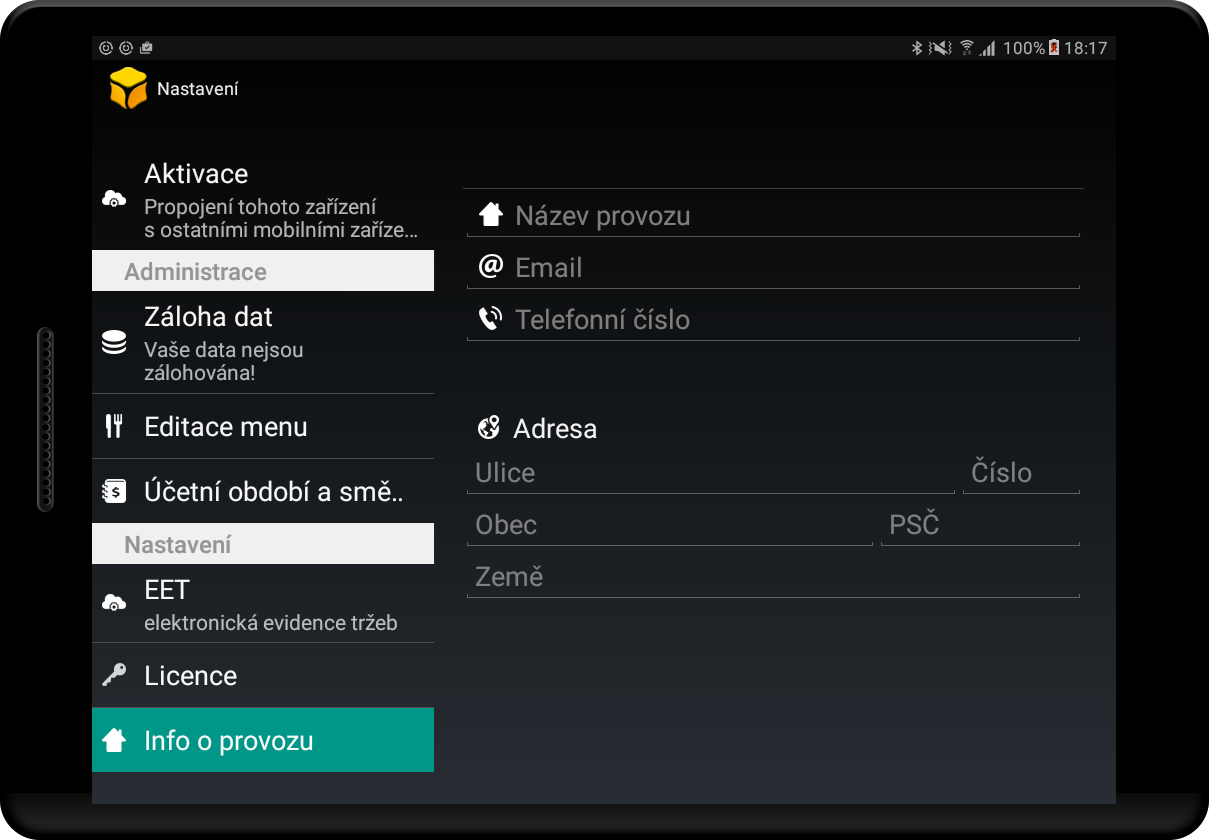 100% 18:17
Nastavení
Aktivace
Propojení tohoto zařízení
s ostatními mobilními zaříze…
Administrace
Záloha dat
Vaše data nejsou
zálohována!
Editace menu
Účetní období a smě..
Nastavení
EET
elektronická evidence tržeb
Licence
Info o provozu
Název provozu
Email
Telefonní číslo
Adresa
Ulice Číslo
Obec PSČ
Země